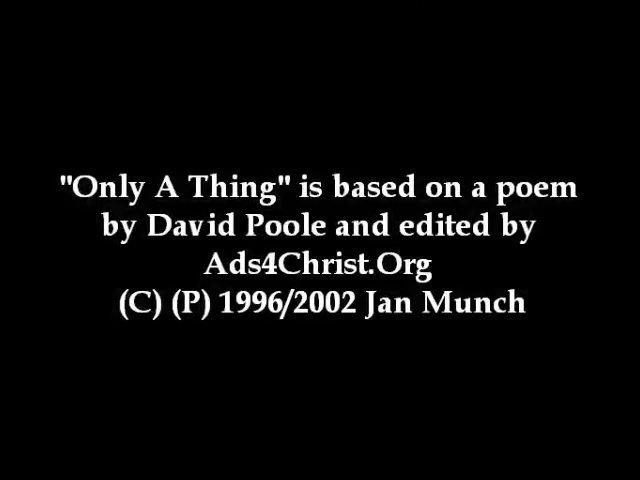 "Only A Thing" is based on a poem
by David Poole and edited by
Ads4Christ.Org
(C) (P) 1996/2002 Jan Munch